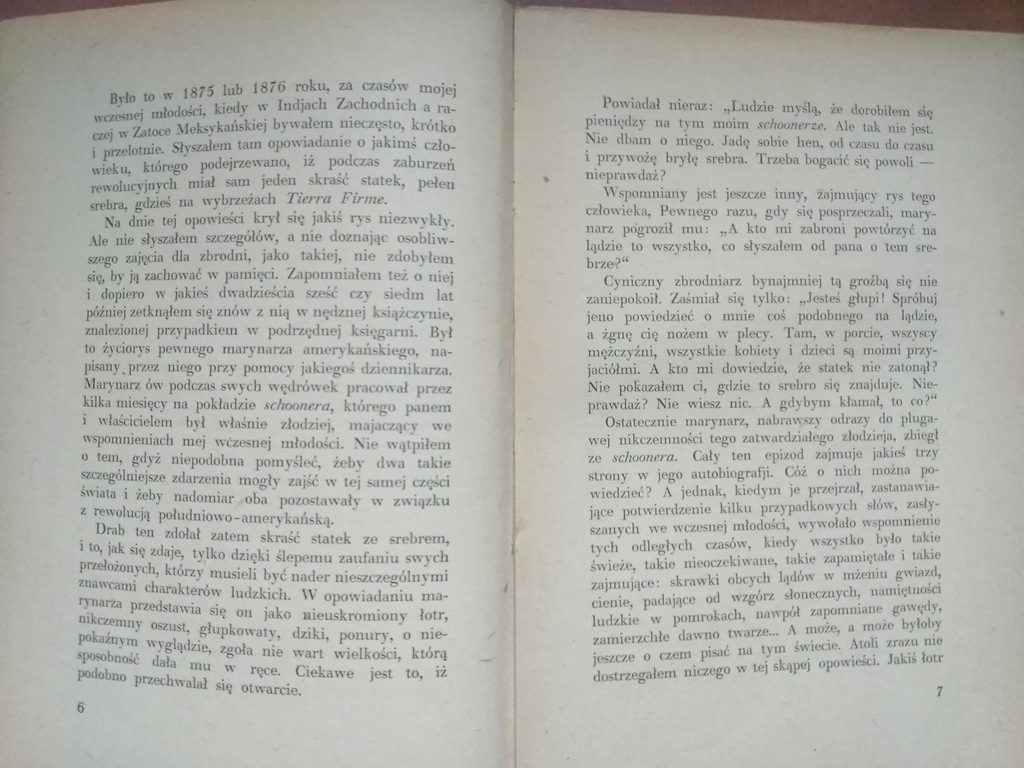 Było to w 1875 lub 1876 roku, za czasów mojej
wczesnej młodości, kiedy w Indjach Zachodnich a ra-
czej w Zatoce Meksykańskiej bywałem nieczęsto, krótko
i przelotnie. Słyszałem tam opowiadanie o jakimś czło-
wieku, którego podejrzewano, iż podczas zaburzeń
rewolucyjnych miał sam jeden skraść statek, pełen
srebra, gdzieś na wybrzeżach Tierra Firme.
Na dnie tej opowieści krył się jakiś rys niezwykły.
Ale nie słyszałem szczegółów, a nie doznając osobliw-
szego zajęcia dla zbrodni, jako takiej, nie zdobyłem
się, by ją zachować w pamięci. Zapomniałem też o niej
i dopiero w jakieś dwadzieścia sześć czy siedm lat
później zetknąłem się znów z nią w nędznej książczynie,
znalezionej przypadkiem w podrzędnej księgarni. Był
to życiorys pewnego marynarza amerykańskiego, na-
pisany przez niego przy pomocy jakiegoś dziennikarza.
Marynarz ów podczas swych wędrówek pracował przez
kilka miesięcy na pokładzie schoonera, którego panem
i właścicielem był właśnie złodziej, majaczący we
wspomnieniach mej wczesnej młodości. Nie wątpiłem
o tem, gdyż niepodobna pomyśleć, żeby dwa takie
szczególniejsze zdarzenia mogły zajść w tej samej części
świata i żeby nadomiar oba pozostawały w związku
z rewolucją południowo-amerykańską.
Drab ten zdołał zatem skraść statek ze srebrem,
i to, jak się zdaje, tylko dzięki ślepemu zaufaniu swych
przełożonych, którzy musieli być nader nieszczególnymi
znawcami charakterów ludzkich. W opowiadaniu ma-
rynarza przedstawia się on jako nieuskromiony łotr,
nikczemny oszust, głupkowaty, dziki, ponury, o nie-
pokaźnym wyglądzie, zgoła nie wart wielkości, którą
sposobność dała mu w ręce. Ciekawe jest to, iż
podobno przechwalał się otwarcie.
6
Powiadał nieraz: „Ludzie myślą, że dorobiłem się
pieniędzy na tym moim schoonerze. Ale tak nie jest.
Nie dbam o niego. Jadę sobie hen, od czasu do czasu
i przywożę bryłę srebra. Trzeba bogacić się powoli —
nieprawdaż?
Wspomniany jest jeszcze inny, zajmujący rys tego
człowieka, Pewnego razu, gdy się posprzeczali, mary-
narz pogroził mu: „A kto mi zabroni powtórzyć na
lądzie to wszystko, co słyszałem od pana o tem sre-
brze?“
Cyniczny zbrodniarz bynajmniej tą groźbą się nie
zaniepokoił. Zaśmiał się tylko: „Jesteś głupi! Spróbuj
jeno powiedzieć o mnie coś podobnego na lądzie,
a żgnę cię nożem w plecy. Tam, w porcie, wszyscy
mężczyźni, wszystkie kobiety i dzieci są moimi przy-
jaciółmi. A kto mi dowiedzie, że statek nie zatonął?
Nie pokazałem ci, gdzie to srebro się znajduje. Nie-
prawdaż? Nie wiesz nic. A gdybym kłamał, to co?“
Ostatecznie marynarz, nabrawszy odrazy do pluga-
wej nikczemności tego zatwardziałego złodzieja, zbiegł
ze schoonera. Cały ten epizod zajmuje jakieś trzy
strony w jego autobiografji. Cóż o nich można po-
wiedzieć? A jednak, kiedym je przejrzał, zastanawia-
jące potwierdzenie kilku przypadkowych słów, zasły-
szanych we wczesnej młodości, wywołało wspomnienie
tych odległych czasów, kiedy wszystko było takie
świeże, takie nieoczekiwane, takie zapamiętałe i takie
zajmujące: skrawki obcych lądów w mżeniu gwiazd,
cienie, padające od wzgórz słonecznych, namiętności
ludzkie w pomrokach, nawpół zapomniane gawędy,
zamierzchłe dawno twarze... A może, a może byłoby
jeszcze o czem pisać na tym świecie. Atoli zrazu nie
dostrzegałem niczego w tej skąpej opowieści. Jakiś łotr
7